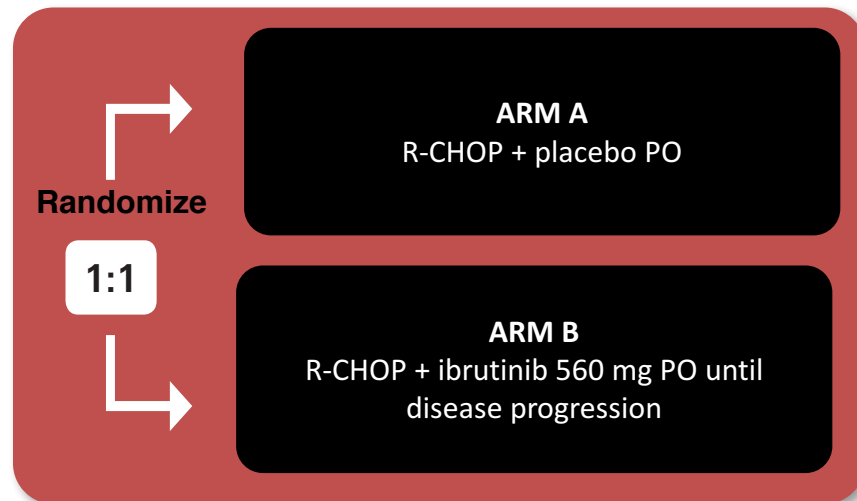 ARM A
R-CHOP + placebo PO
Randomize
1:1
ARM B
R-CHOP + ibrutinib 560 mg PO until
disease progression